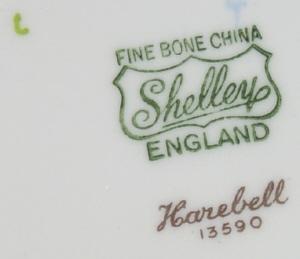 FINE BONE CHINA
Shelley
ENGLAND
Harebell
13590